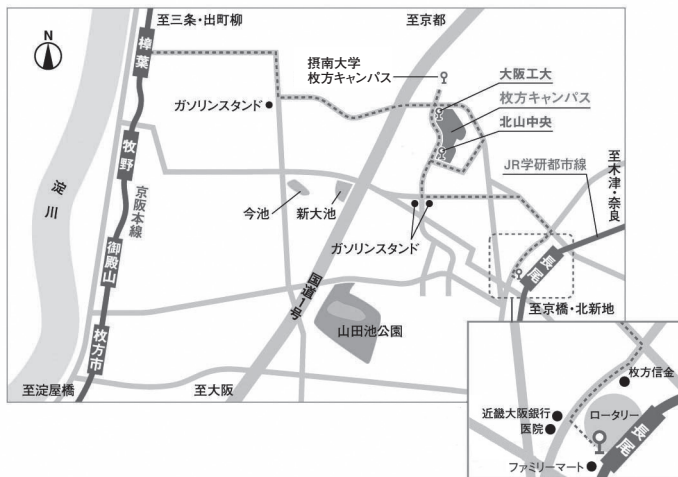 N
至三条・出町柳
至京都
樟葉
摂南大学
枚方キャンパス
大阪工大
枚方キャンパス
北山中央
ガソリンスタンド
牧野
淀川
京阪本線
JR学研都市線
至木津・奈良
今池
新大池
ガソリンスタンド
御殿山
国道1号
長尾
山田池公園
至京橋・北新地
枚方市
至淀屋橋
至大阪
枚方信金
近畿大阪銀行
医院
ロータリー
長尾
ファミリーマート